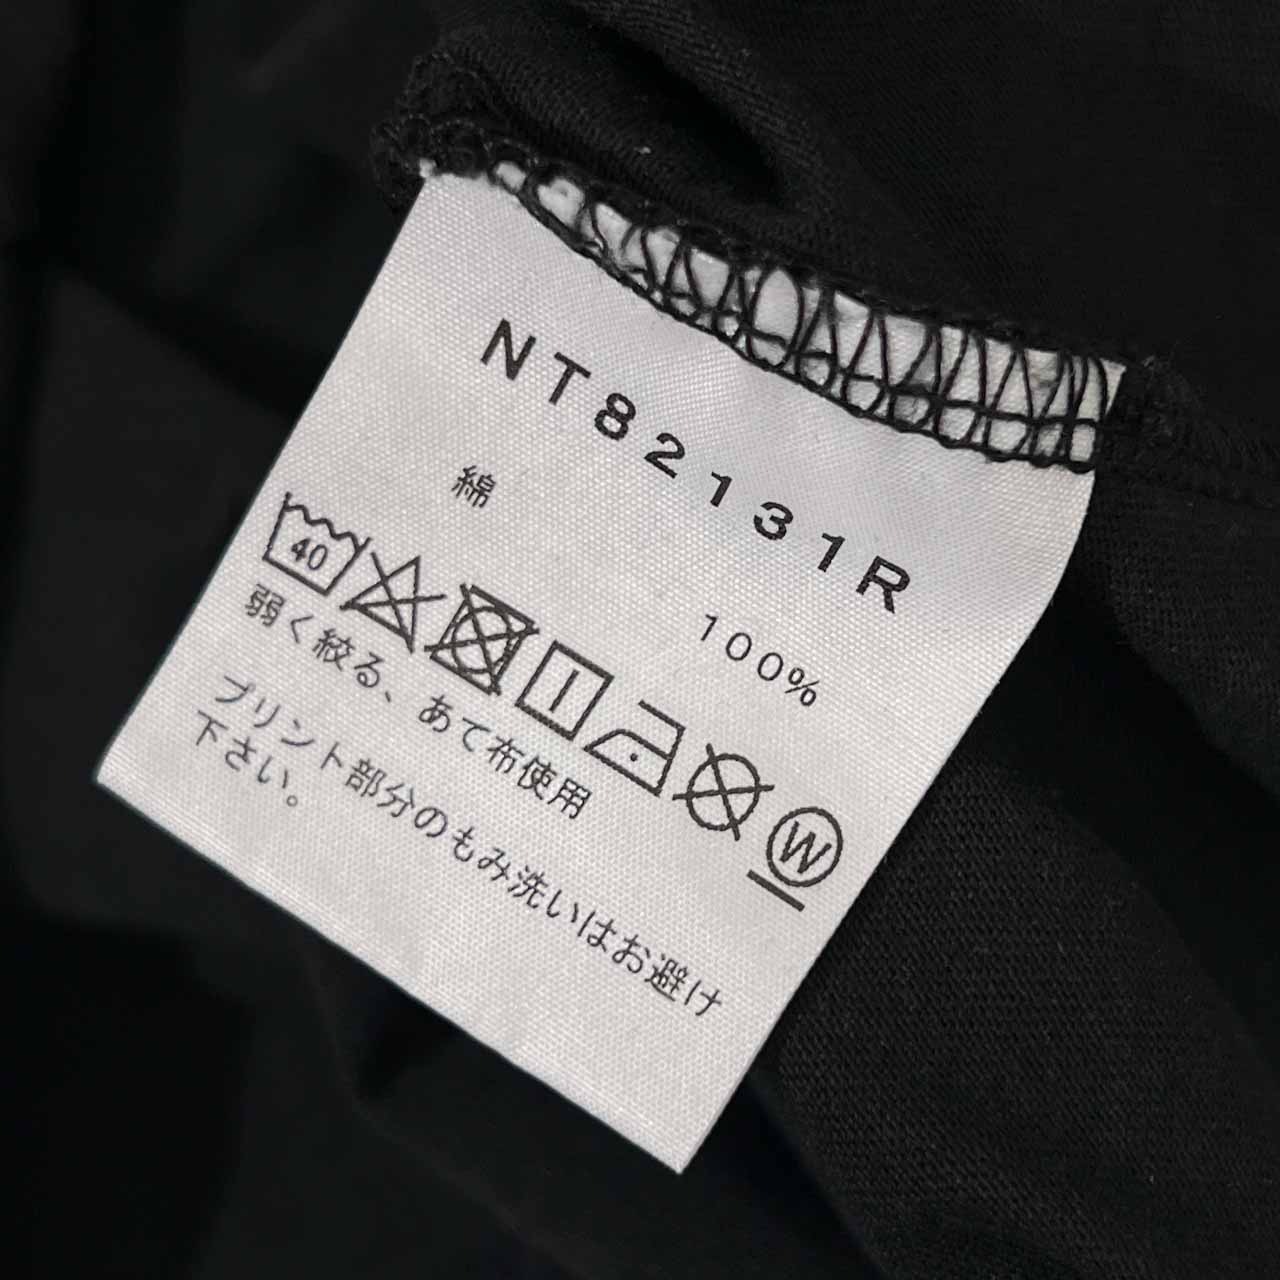 NT82131R
綿 100%
40 W
弱く絞る、あて布使用
プリント部分のもみ洗いはお避け
下さい。